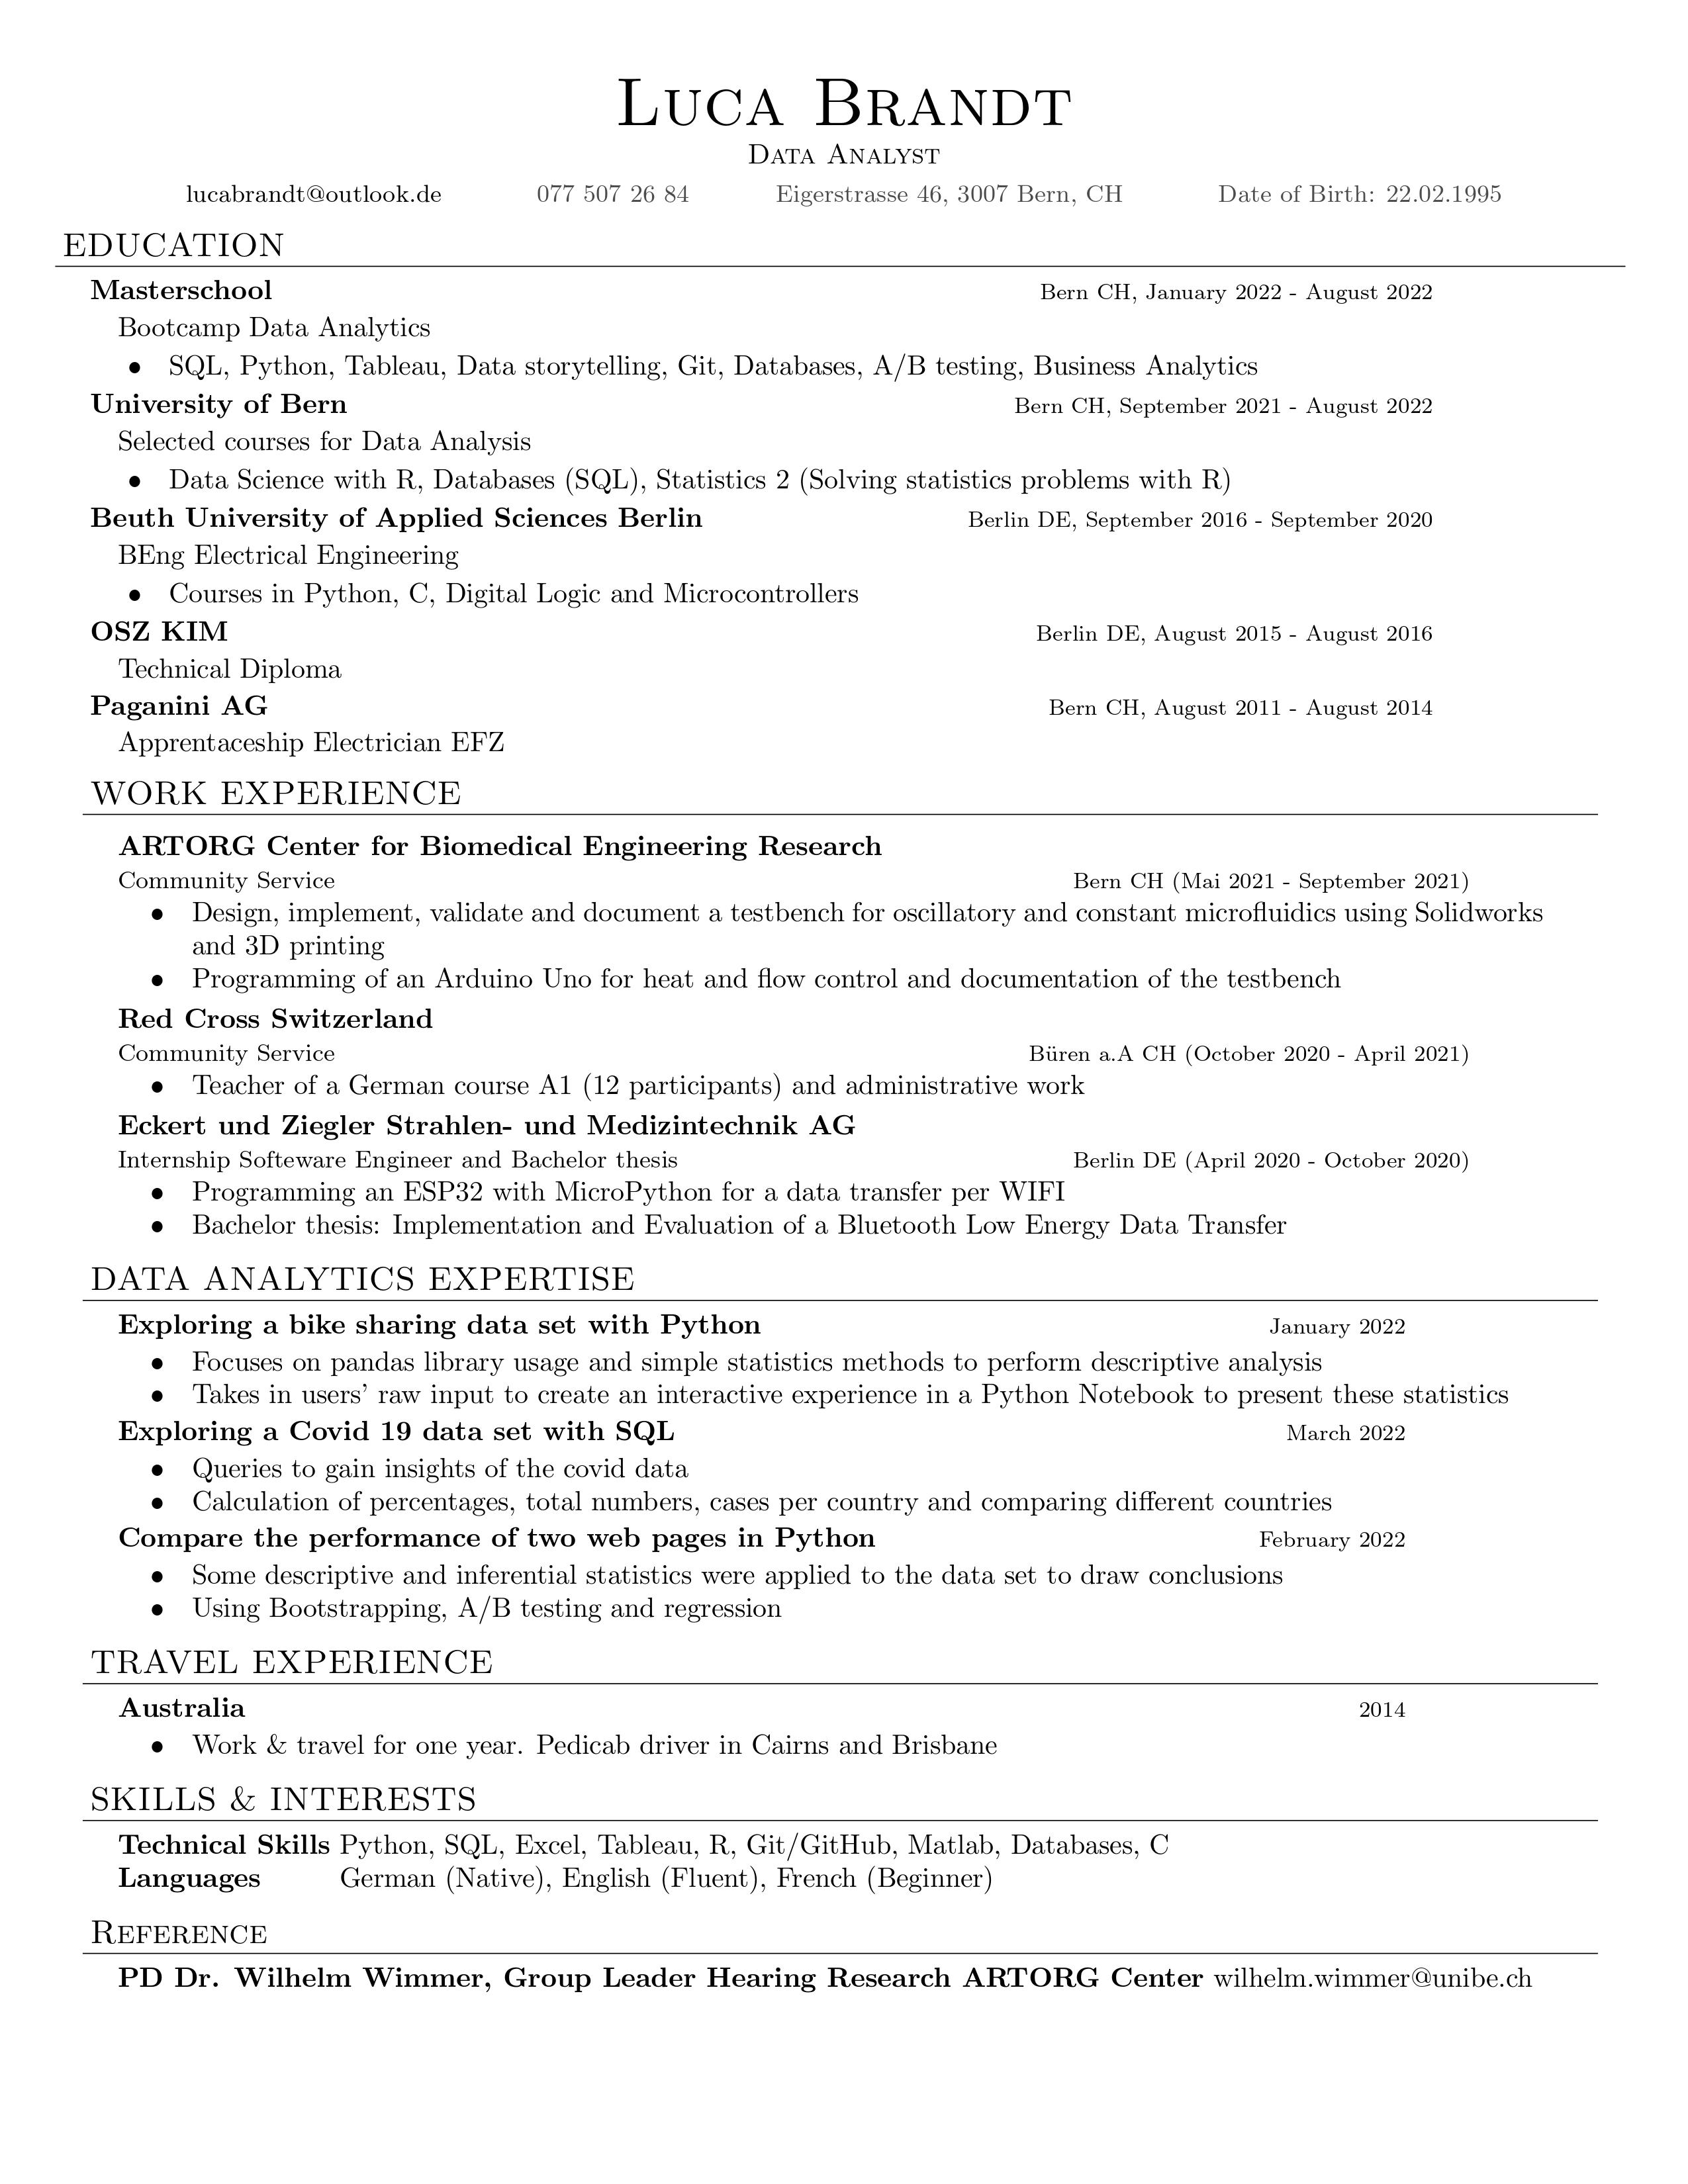 Luca Brandt
Data Analyst
lucabrandt@outlook.de 077 507 26 84 Eigerstrasse 46, 3007 Bern, CH Date of Birth: 22.02.1995
EDUCATION
Masterschool Bern CH, January 2022 - August 2022
Bootcamp Data Analytics
• SQL, Python, Tableau, Data storytelling, Git, Databases, A/B testing, Business Analytics
University of Bern Bern CH, September 2021 - August 2022
Selected courses for Data Analysis
• Data Science with R, Databases (SQL), Statistics 2 (Solving statistics problems with R)
Beuth University of Applied Sciences Berlin Berlin DE, September 2016 - September 2020
BEng Electrical Engineering
• Courses in Python, C, Digital Logic and Microcontrollers
OSZ KIM Berlin DE, August 2015 - August 2016
Technical Diploma
Paganini AG Bern CH, August 2011 - August 2014
Apprentaceship Electrician EFZ
WORK EXPERIENCE
ARTORG Center for Biomedical Engineering Research
Community Service Bern CH (Mai 2021 - September 2021)
• Design, implement, validate and document a testbench for oscillatory and constant microfluidics using Solidworks
and 3D printing
• Programming of an Arduino Uno for heat and flow control and documentation of the testbench
Red Cross Switzerland
Community Service Büren a.A CH (October 2020 - April 2021)
• Teacher of a German course A1 (12 participants) and administrative work
Eckert und Ziegler Strahlen- und Medizintechnik AG
Internship Softeware Engineer and Bachelor thesis Berlin DE (April 2020 - October 2020)
• Programming an ESP32 with MicroPython for a data transfer per WIFI
• Bachelor thesis: Implementation and Evaluation of a Bluetooth Low Energy Data Transfer
DATA ANALYTICS EXPERTISE
Exploring a bike sharing data set with Python January 2022
• Focuses on pandas library usage and simple statistics methods to perform descriptive analysis
• Takes in users' raw input to create an interactive experience in a Python Notebook to present these statistics
Exploring a Covid 19 data set with SQL March 2022
• Queries to gain insights of the covid data
• Calculation of percentages, total numbers, cases per country and comparing different countries
Compare the performance of two web pages in Python February 2022
• Some descriptive and inferential statistics were applied to the data set to draw conclusions
• Using Bootstrapping, A/B testing and regression
TRAVEL EXPERIENCE
Australia 2014
• Work & travel for one year. Pedicab driver in Cairns and Brisbane
SKILLS & INTERESTS
Technical Skills Python, SQL, Excel, Tableau, R, Git/GitHub, Matlab, Databases, C
Languages German (Native), English (Fluent), French (Beginner)
Reference
PD Dr. Wilhelm Wimmer, Group Leader Hearing Research ARTORG Center wilhelm.wimmer@unibe.ch